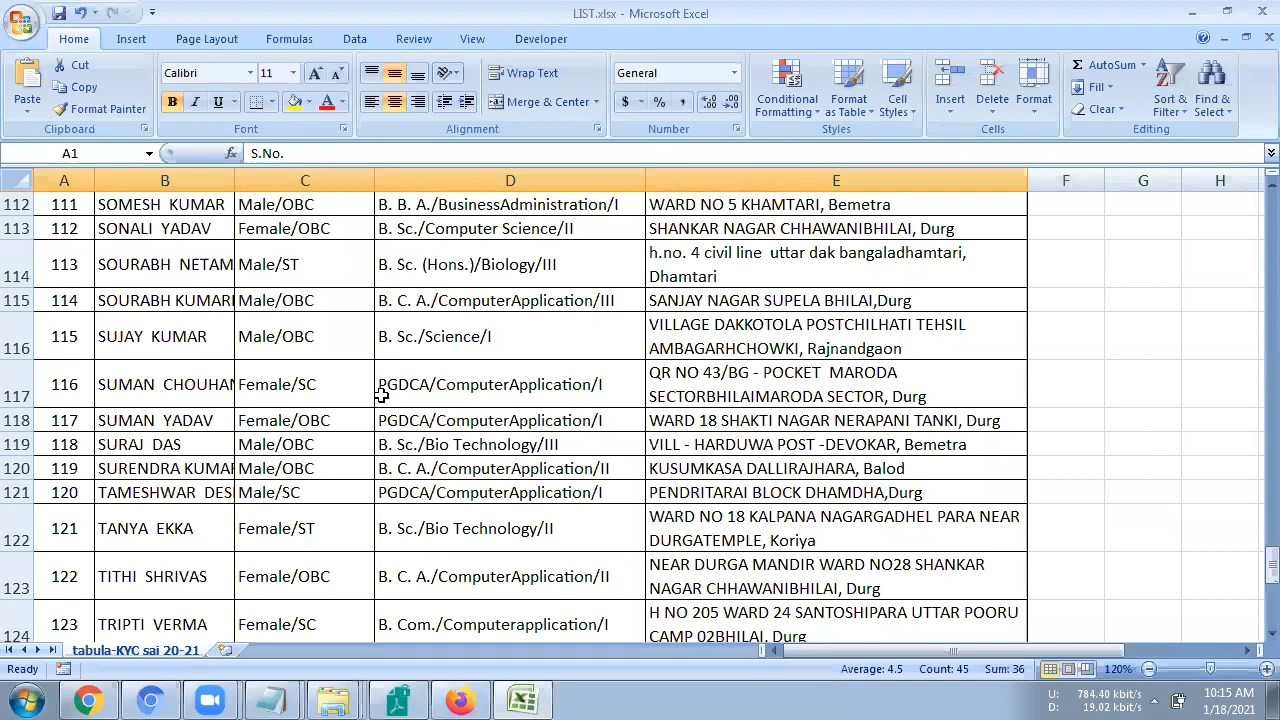 LIST.xlsx - Microsoft Excel
Home Insert Page Layout Formulas Data Review View Developer
Paste Cut Copy Format Painter Clipboard
Calibri 11 B I U A A A Font
Wrap Text Merge & Center Alignment
General $ % , Number
Conditional Formatting Format as Table Cell Styles Styles
Insert Delete Format Cells
AutoSum Fill Clear Sort & Filter Find & Select Editing
A1 fx S.No.
A B C D E F G H
112 111 SOMESH KUMAR Male/OBC B. B. A./BusinessAdministration/I WARD NO 5 KHAMTARI, Bemetra
113 112 SONALI YADAV Female/OBC B. Sc./Computer Science/II SHANKAR NAGAR CHHAWANIBHILAI, Durg
114 113 SOURABH NETAM Male/ST B. Sc. (Hons.)/Biology/III h.no. 4 civil line uttar dak bangaladhamtari,
Dhamtari
115 114 SOURABH KUMARI Male/OBC B. C. A./ComputerApplication/III SANJAY NAGAR SUPELA BHILAI,Durg
116 115 SUJAY KUMAR Male/OBC B. Sc./Science/I VILLAGE DAKKOTOLA POSTCHILHATI TEHSIL
AMBAGARHCHOWKI, Rajnandgaon
117 116 SUMAN CHOUHAN Female/SC PGDCA/ComputerApplication/I QR NO 43/BG - POCKET MARODA
SECTORBHILAIMARODA SECTOR, Durg
118 117 SUMAN YADAV Female/OBC PGDCA/ComputerApplication/I WARD 18 SHAKTI NAGAR NERAPANI TANKI, Durg
119 118 SURAJ DAS Male/OBC B. Sc./Bio Technology/III VILL - HARDUWA POST -DEVOKAR, Bemetra
120 119 SURENDRA KUMAR Male/OBC B. C. A./ComputerApplication/II KUSUMKASA DALLIRAJHARA, Balod
121 120 TAMESHWAR DES Male/SC PGDCA/ComputerApplication/I PENDRITARAI BLOCK DHAMDHA,Durg
122 121 TANYA EKKA Female/ST B. Sc./Bio Technology/II WARD NO 18 KALPANA NAGARGADHEL PARA NEAR
DURGATEMPLE, Koriya
123 122 TITHI SHRIVAS Female/OBC B. C. A./ComputerApplication/II NEAR DURGA MANDIR WARD NO28 SHANKAR
NAGAR CHHAWANIBHILAI, Durg
124 123 TRIPTI VERMA Female/SC B. Com./Computerapplication/I H NO 205 WARD 24 SANTOSHIPARA UTTAR POORU
CAMP 02BHILAI, Durg
tabula-KYC sai 20-21
Ready Average: 4.5 Count: 45 Sum: 36 120%
U: 784.40 kbit/s 10:15 AM
D: 19.02 kbit/s 1/18/2021